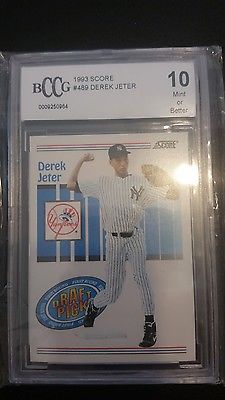 BCCG
0009250964
1993 SCORE
#489 DEREK JETER
10
Mint
or
Better
SCORE
Derek
Jeter
Yankees
NY
DRAFT
PICK